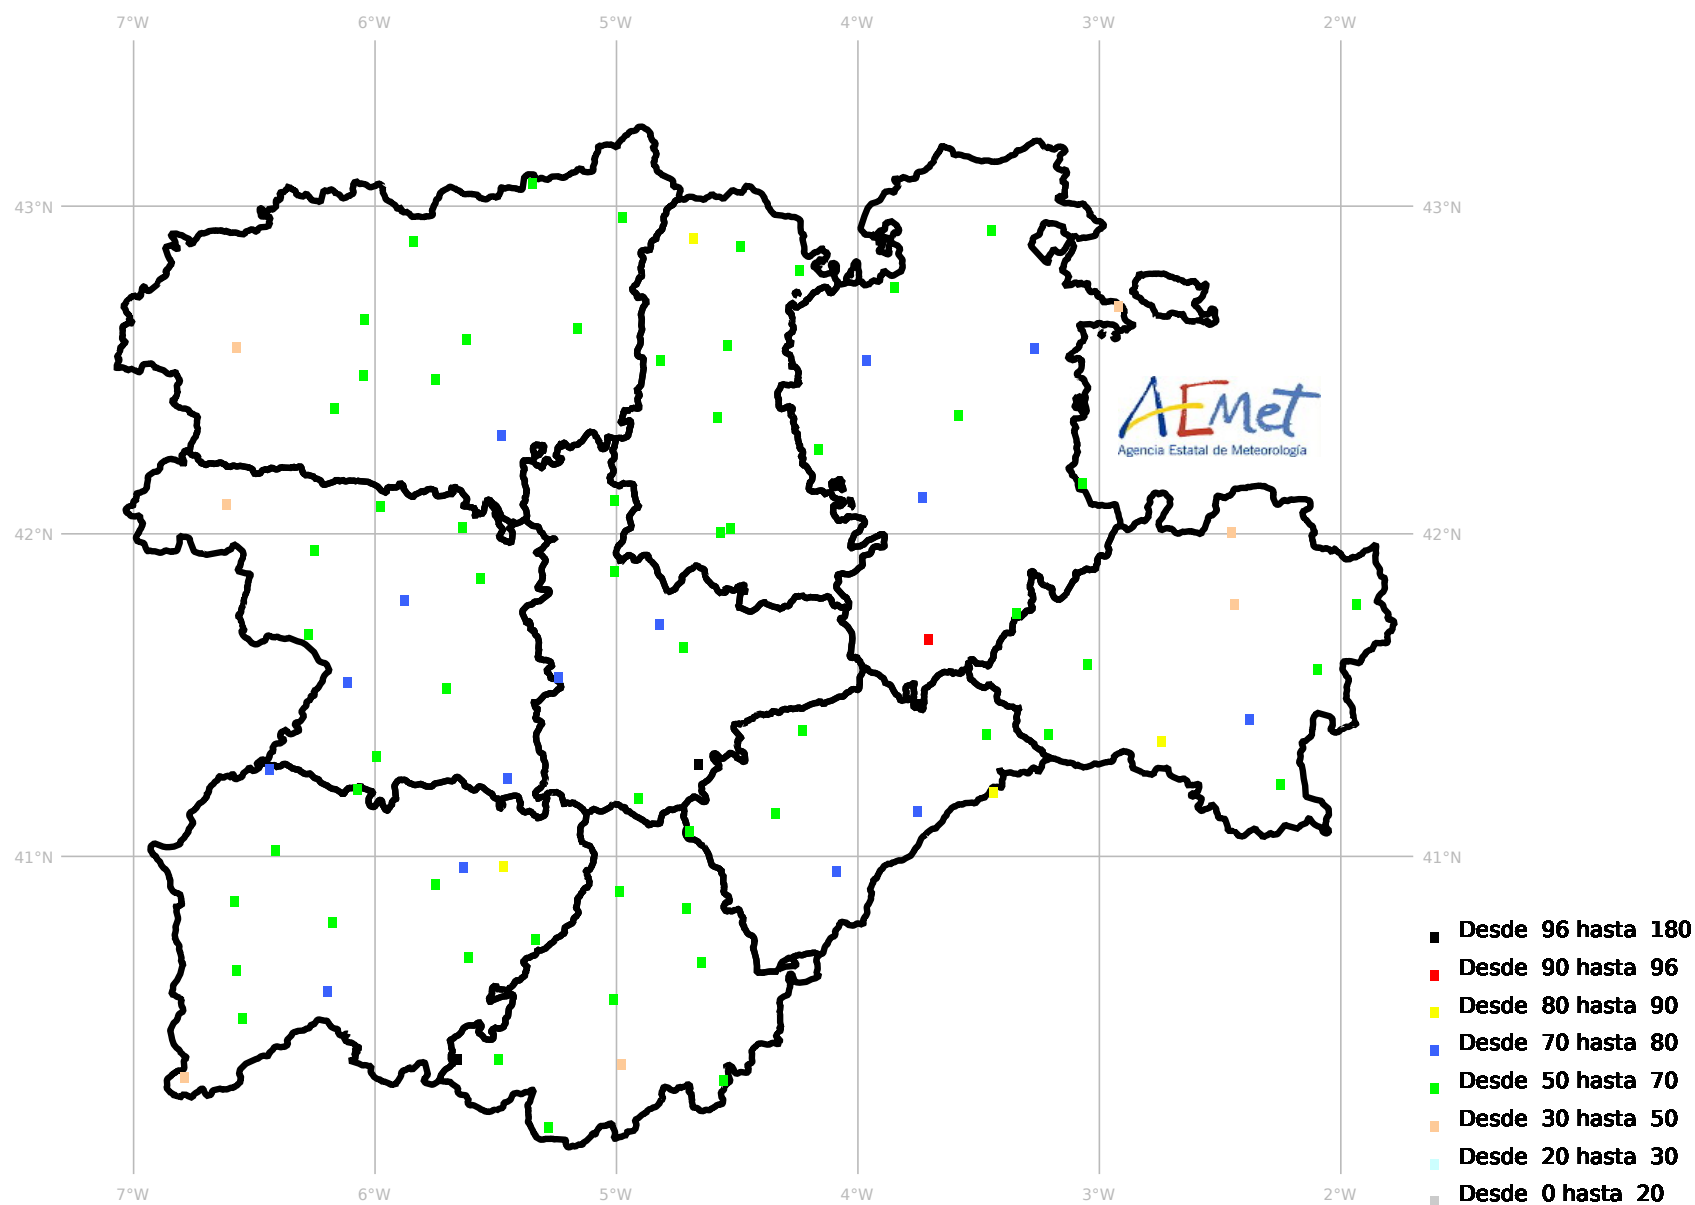 7°W 6°W 5°W 4°W 3°W 2°W
43°N 43°N
AEMet
Agencia Estatal de Meteorología
42°N 42°N
41°N 41°N
Desde 96 hasta 180
Desde 90 hasta 96
Desde 80 hasta 90
Desde 70 hasta 80
Desde 50 hasta 70
Desde 30 hasta 50
Desde 20 hasta 30
Desde 0 hasta 20
7°W 6°W 5°W 4°W 3°W 2°W